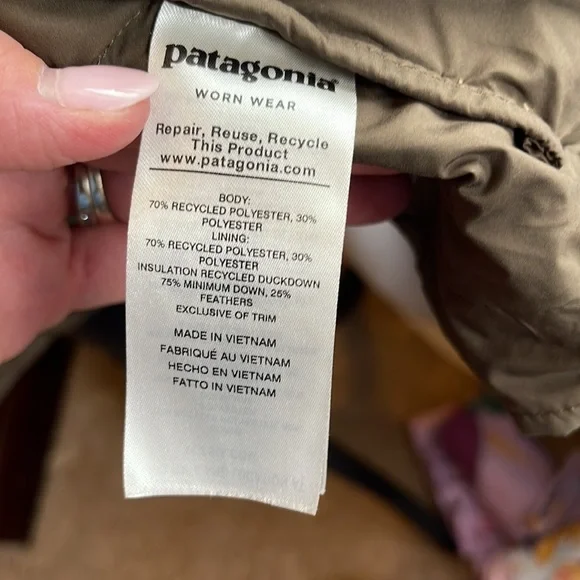 patagonia®
WORN WEAR
Repair, Reuse, Recycle
This Product
www.patagonia.com
BODY:
70% RECYCLED POLYESTER, 30%
POLYESTER
LINING:
70% RECYCLED POLYESTER, 30%
POLYESTER
INSULATION RECYCLED DUCKDOWN
75% MINIMUM DOWN, 25%
FEATHERS
EXCLUSIVE OF TRIM
MADE IN VIETNAM
FABRIQUÉ AU VIETNAM
HECHO EN VIETNAM
FATTO IN VIETNAM